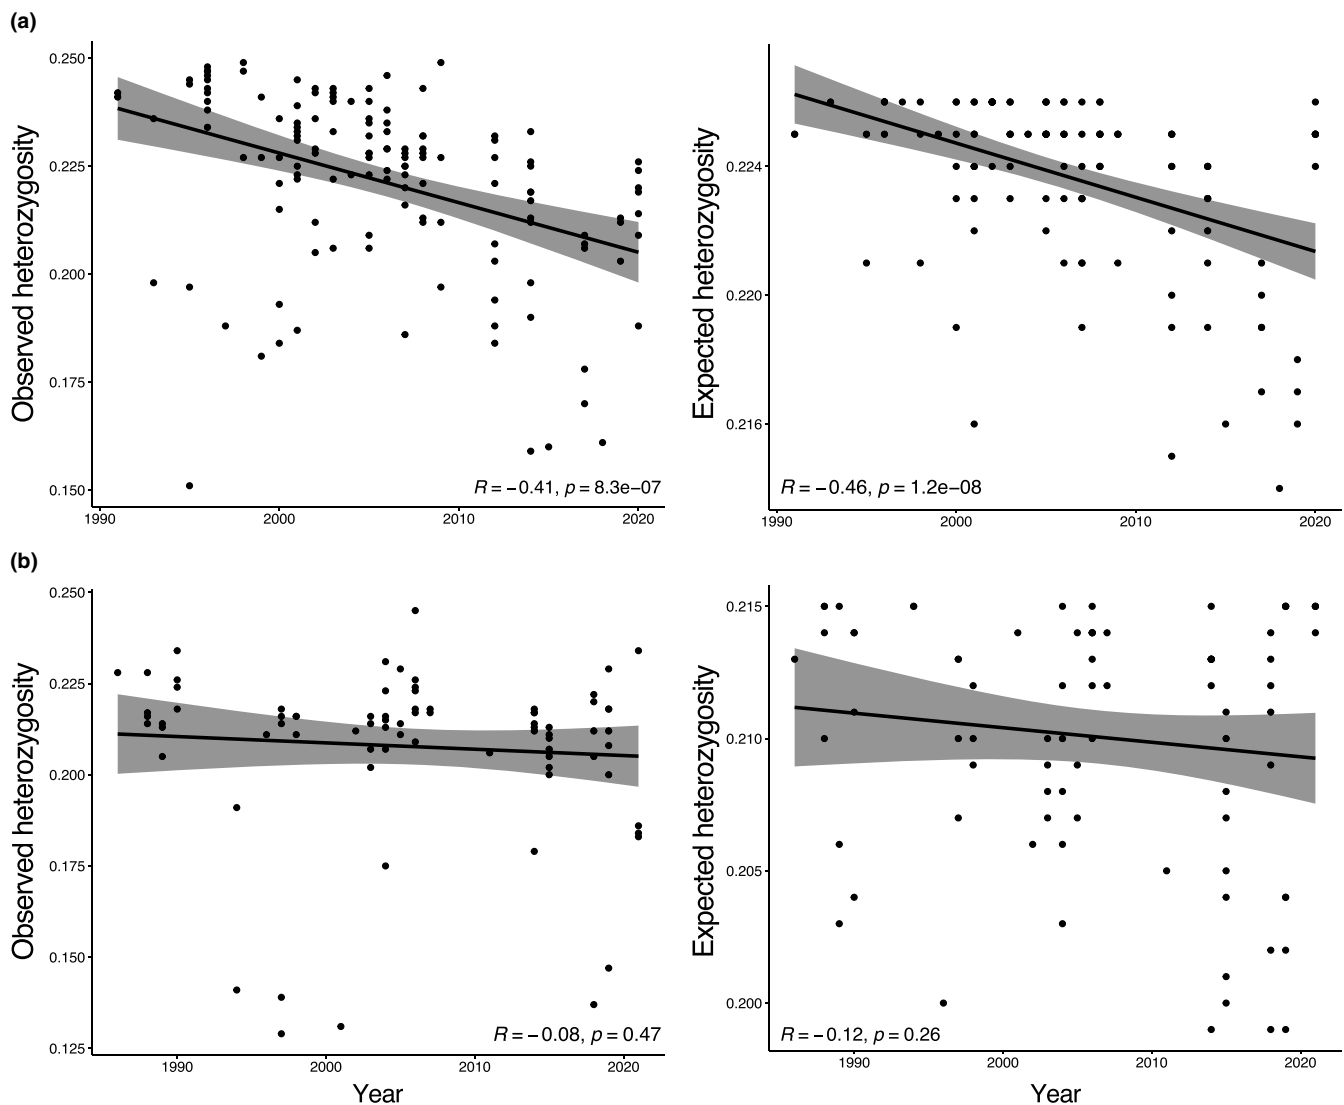 (a)
Observed heterozygosity
0.250
0.225
0.200
0.175
0.150
R = −0.41, p = 8.3e−07
1990 2000 2010 2020
Expected heterozygosity
0.224
0.220
0.216
R = −0.46, p = 1.2e−08
1990 2000 2010 2020
(b)
Observed heterozygosity
0.250
0.225
0.200
0.175
0.150
0.125
R = −0.08, p = 0.47
1990 2000 2010 2020
Year
Expected heterozygosity
0.215
0.210
0.205
0.200
R = −0.12, p = 0.26
1990 2000 2010 2020
Year